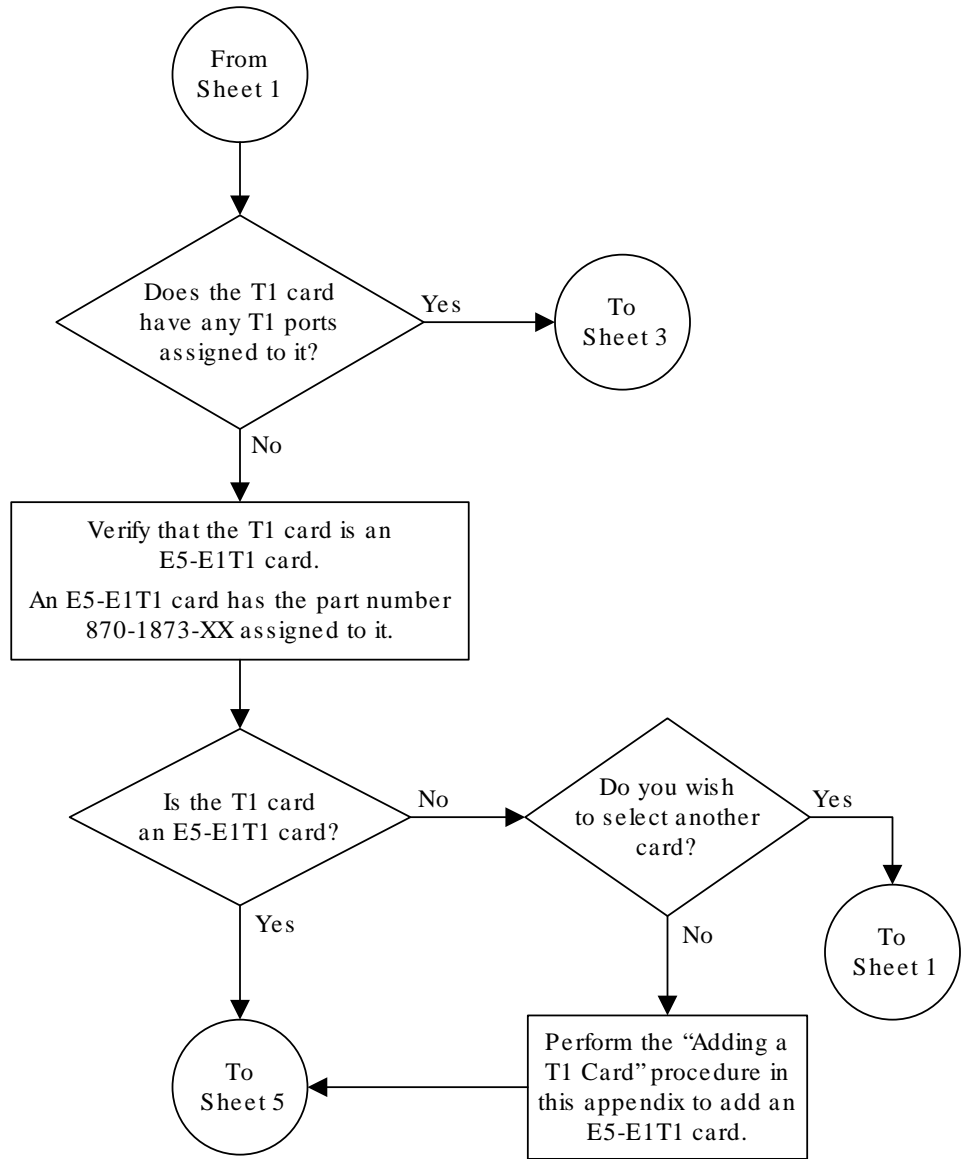 From
Sheet 1
Does the T1 card
have any T1 ports
assigned to it?
Yes
To
Sheet 3
No
Verify that the T1 card is an
E5-E1T1 card.
An E5-E1T1 card has the part number
870-1873-XX assigned to it.
Is the T1 card
an E5-E1T1 card?
No
Do you wish
to select another
card?
Yes
To
Sheet 1
Yes
No
To
Sheet 5
Perform the “Adding a
T1 Card” procedure in
this appendix to add an
E5-E1T1 card.